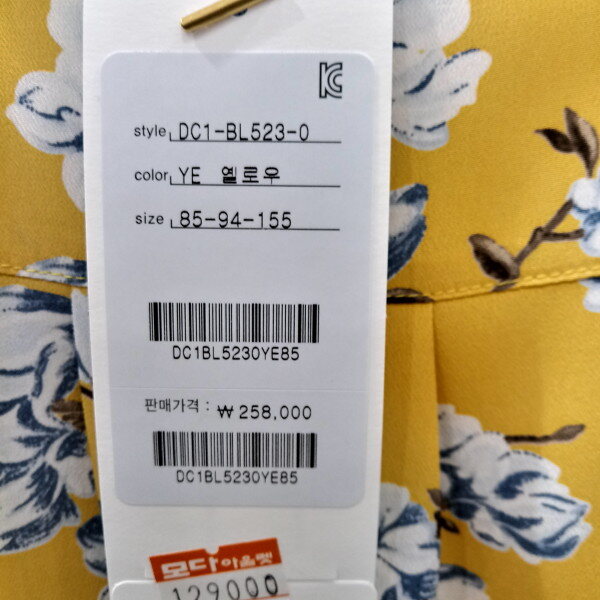 style DC1-BL523-0
color YE 옐로우
size 85-94-155
DC1BL5230YE85
판매가격 : ₩ 258,000
DC1BL5230YE85
모다아울렛
129000